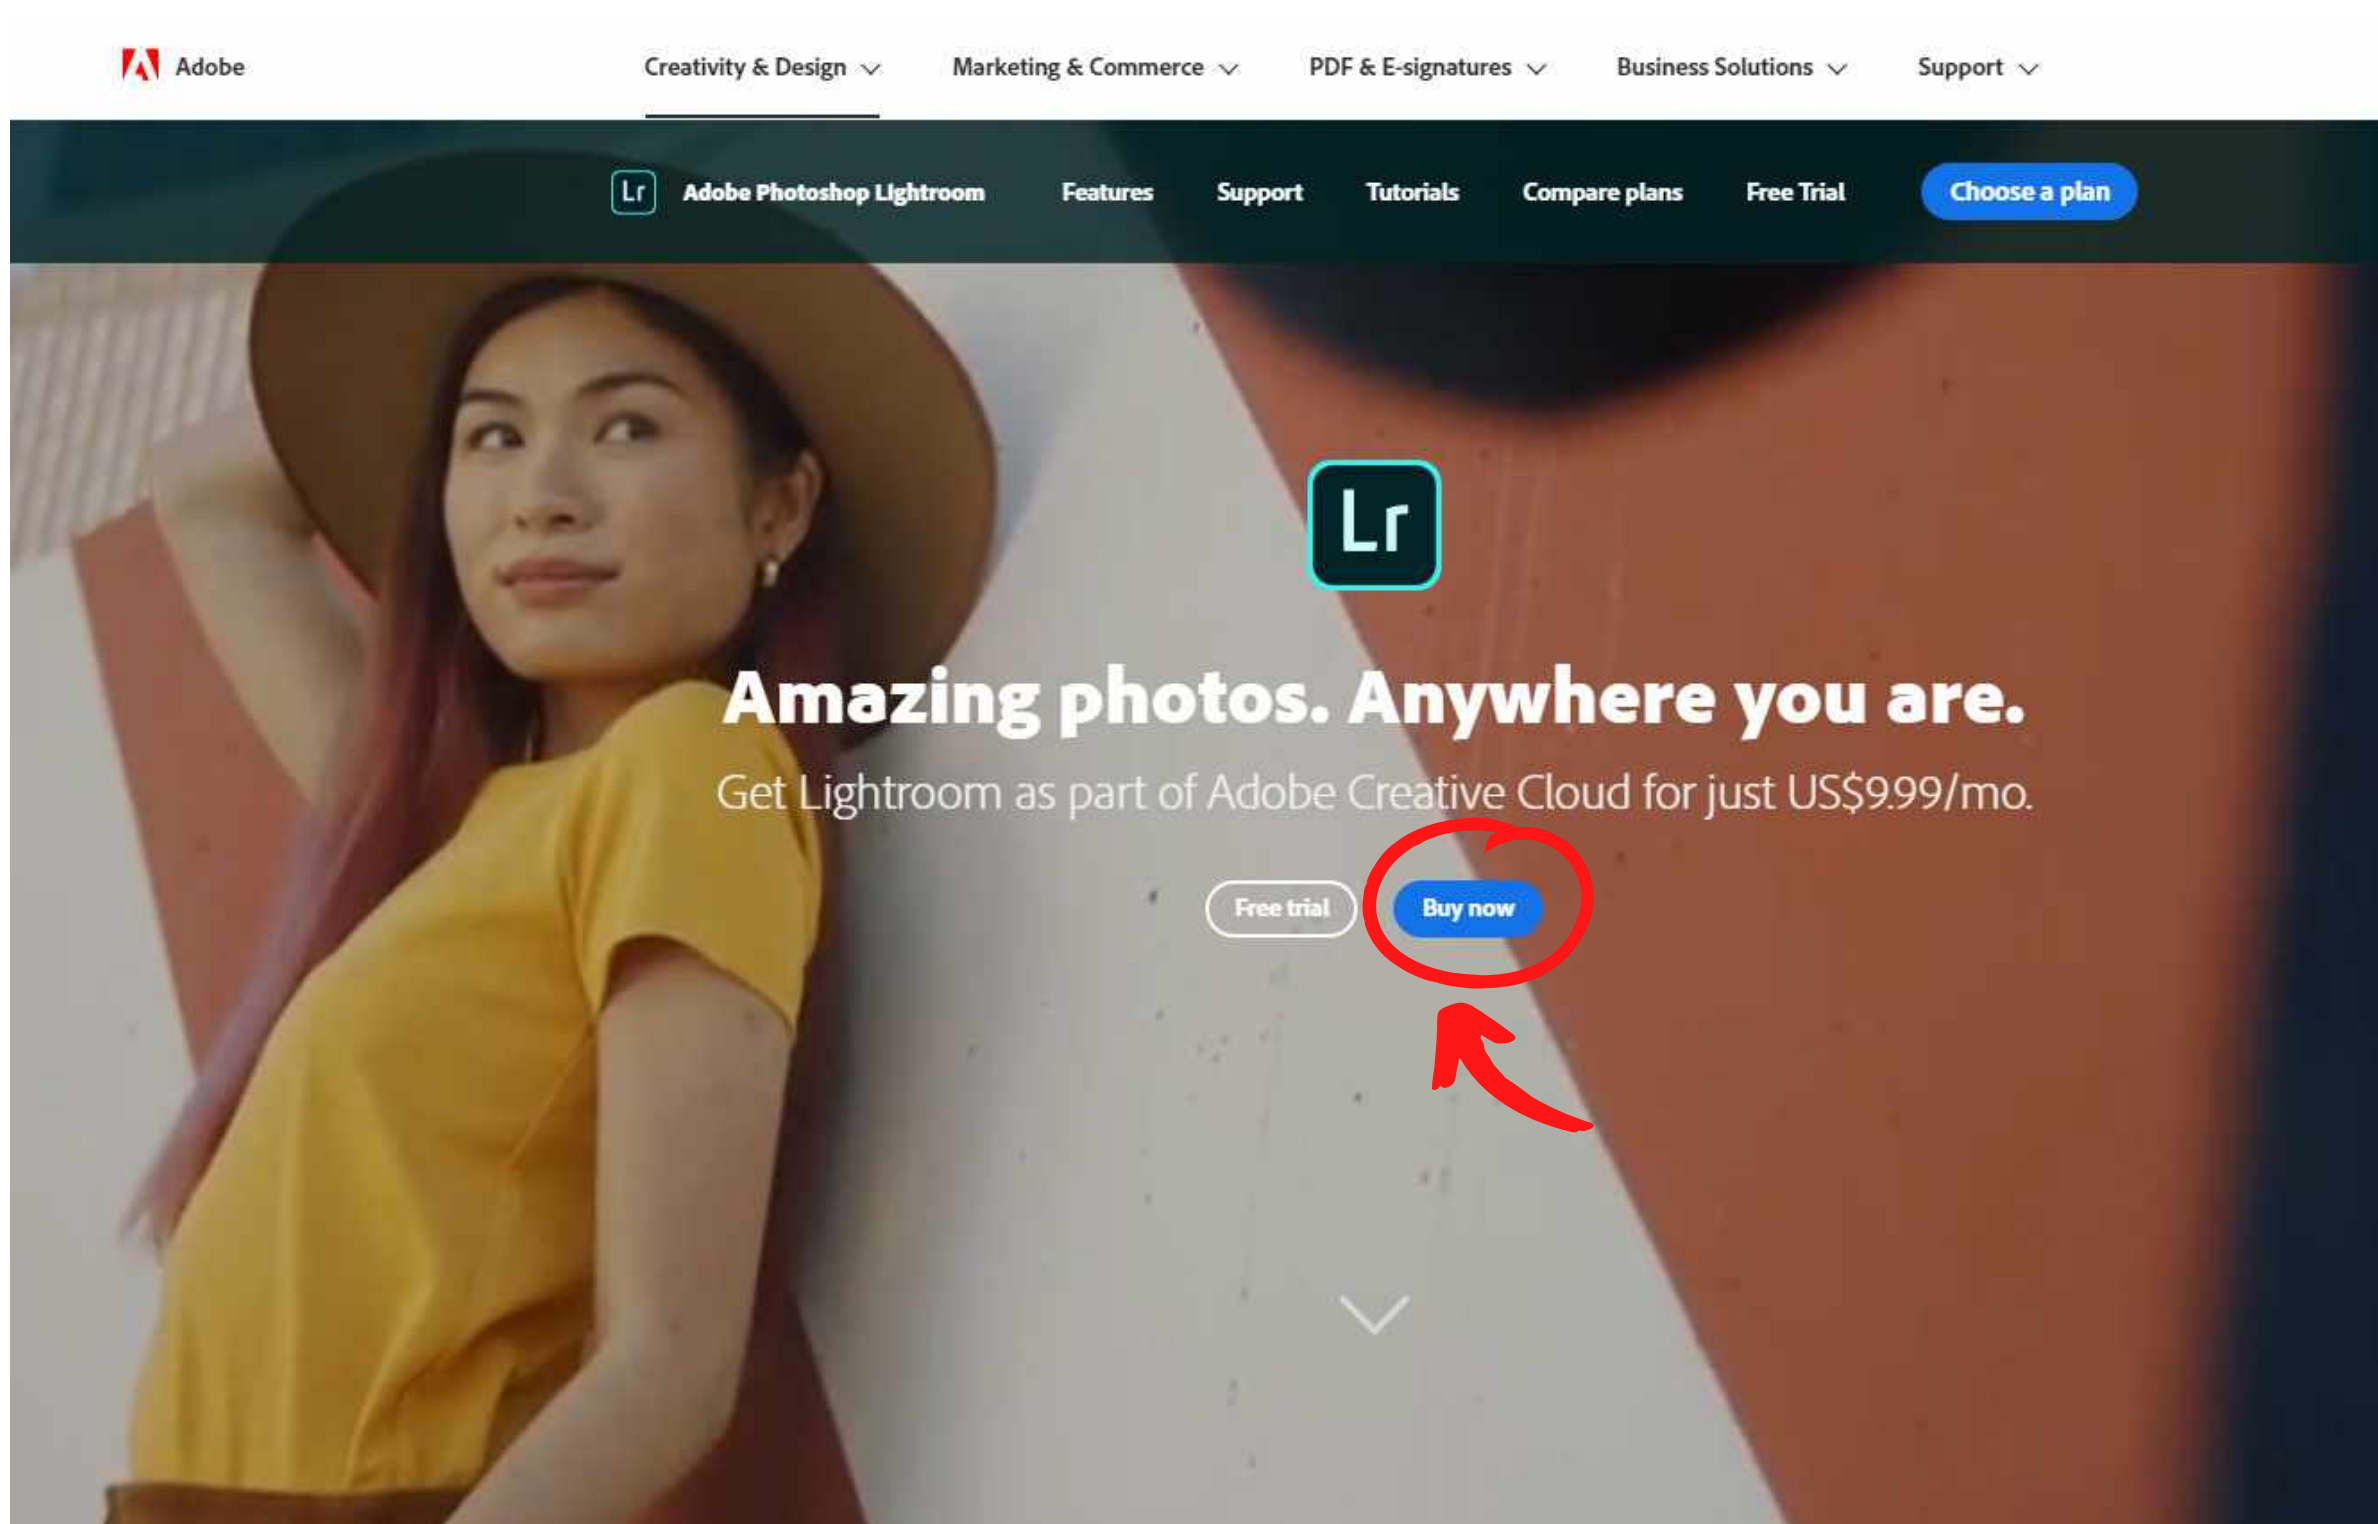 Adobe
Creativity & Design
Marketing & Commerce
PDF & E-signatures
Business Solutions
Support
Lr
Adobe Photoshop Lightroom
Features
Support
Tutorials
Compare plans
Free Trial
Choose a plan
Lr
Amazing photos. Anywhere you are.
Get Lightroom as part of Adobe Creative Cloud for just US$9.99/mo.
Free trial
Buy now